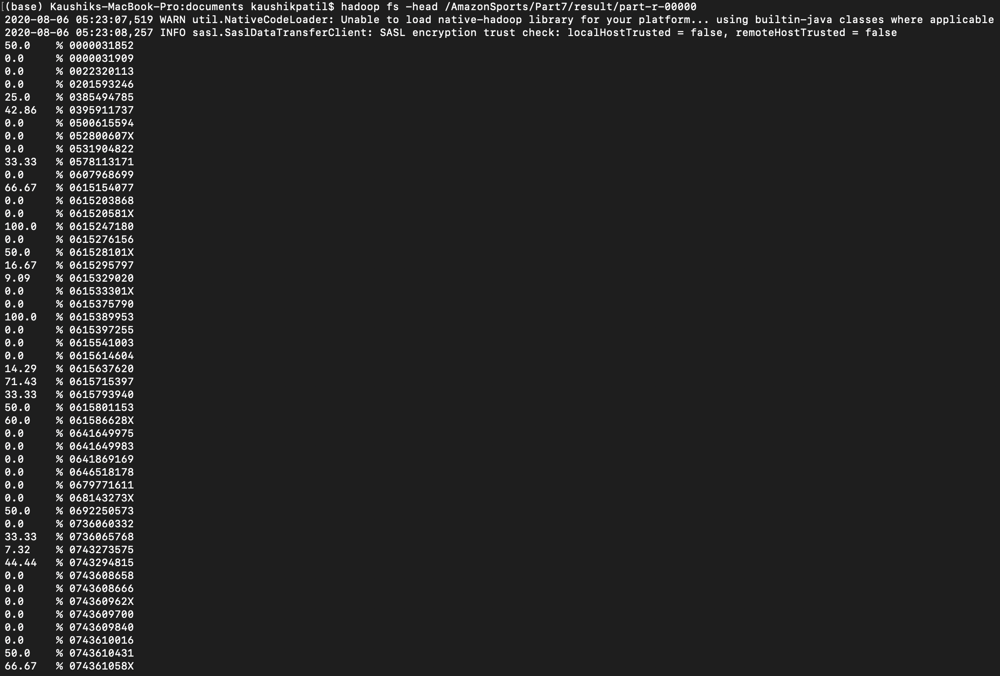 [(base) Kaushiks-MacBook-Pro:documents kaushikpatil$ hadoop fs -head /AmazonSports/Part7/result/part-r-00000
2020-08-06 05:23:07,519 WARN util.NativeCodeLoader: Unable to load native-hadoop library for your platform... using builtin-java classes where applicable
2020-08-06 05:23:08,257 INFO sasl.SaslDataTransferClient: SASL encryption trust check: localHostTrusted = false, remoteHostTrusted = false
50.0 % 0000031852
0.0 % 0000031909
0.0 % 0022320113
0.0 % 0201593246
25.0 % 0385494785
42.86 % 0395911737
0.0 % 0500615594
0.0 % 052800607X
0.0 % 0531904822
33.33 % 0578113171
0.0 % 0607968699
66.67 % 0615154077
0.0 % 0615203868
0.0 % 061520581X
100.0 % 0615247180
0.0 % 0615276156
50.0 % 061528101X
16.67 % 0615295797
9.09 % 0615329020
0.0 % 061533301X
0.0 % 0615375790
100.0 % 0615389953
0.0 % 0615397255
0.0 % 0615541003
0.0 % 0615614604
14.29 % 0615637620
71.43 % 0615715397
33.33 % 0615793940
50.0 % 0615801153
60.0 % 061586628X
0.0 % 0641649975
0.0 % 0641649983
0.0 % 0641869169
0.0 % 0646518178
0.0 % 0679771611
0.0 % 068143273X
50.0 % 0692250573
0.0 % 0736060332
33.33 % 0736065768
7.32 % 0743273575
44.44 % 0743294815
0.0 % 0743608658
0.0 % 0743608666
0.0 % 074360962X
0.0 % 0743609700
0.0 % 0743609840
0.0 % 0743610016
50.0 % 0743610431
66.67 % 074361058X